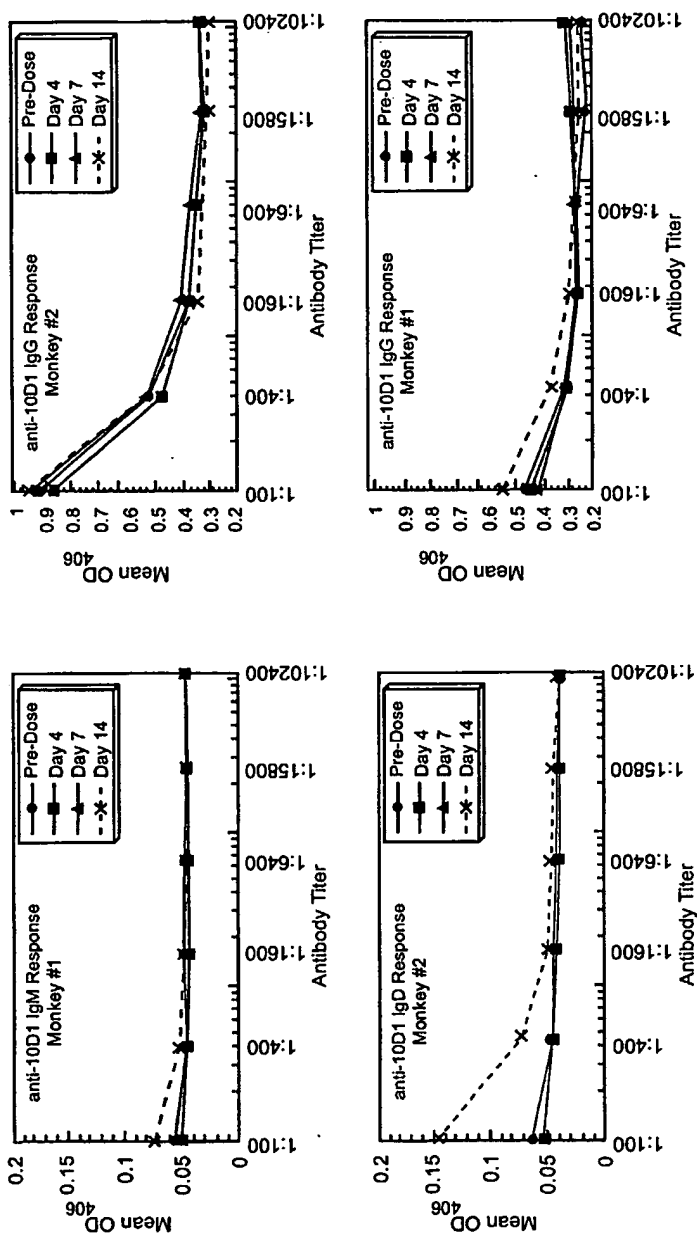 anti-10D1 IgM Response
Monkey #1
Pre-Dose
Day 4
Day 7
Day 14
Mean OD 406
0.2
0.15
0.1
0.05
0
1:100
1:400
1:1600
1:6400
1:15800
1:102400
Antibody Titer
anti-10D1 IgG Response
Monkey #2
Pre-Dose
Day 4
Day 7
Day 14
Mean OD 406
1
0.9
0.8
0.7
0.6
0.5
0.4
0.3
0.2
1:100
1:400
1:1600
1:6400
1:15800
1:102400
Antibody Titer
anti-10D1 IgD Response
Monkey #2
Pre-Dose
Day 4
Day 7
Day 14
Mean OD 406
0.2
0.15
0.1
0.05
0
1:100
1:400
1:1600
1:6400
1:15800
1:102400
Antibody Titer
anti-10D1 IgG Response
Monkey #1
Pre-Dose
Day 4
Day 7
Day 14
Mean OD 406
1
0.9
0.8
0.7
0.6
0.5
0.4
0.3
0.2
1:100
1:400
1:1600
1:6400
1:15800
1:102400
Antibody Titer